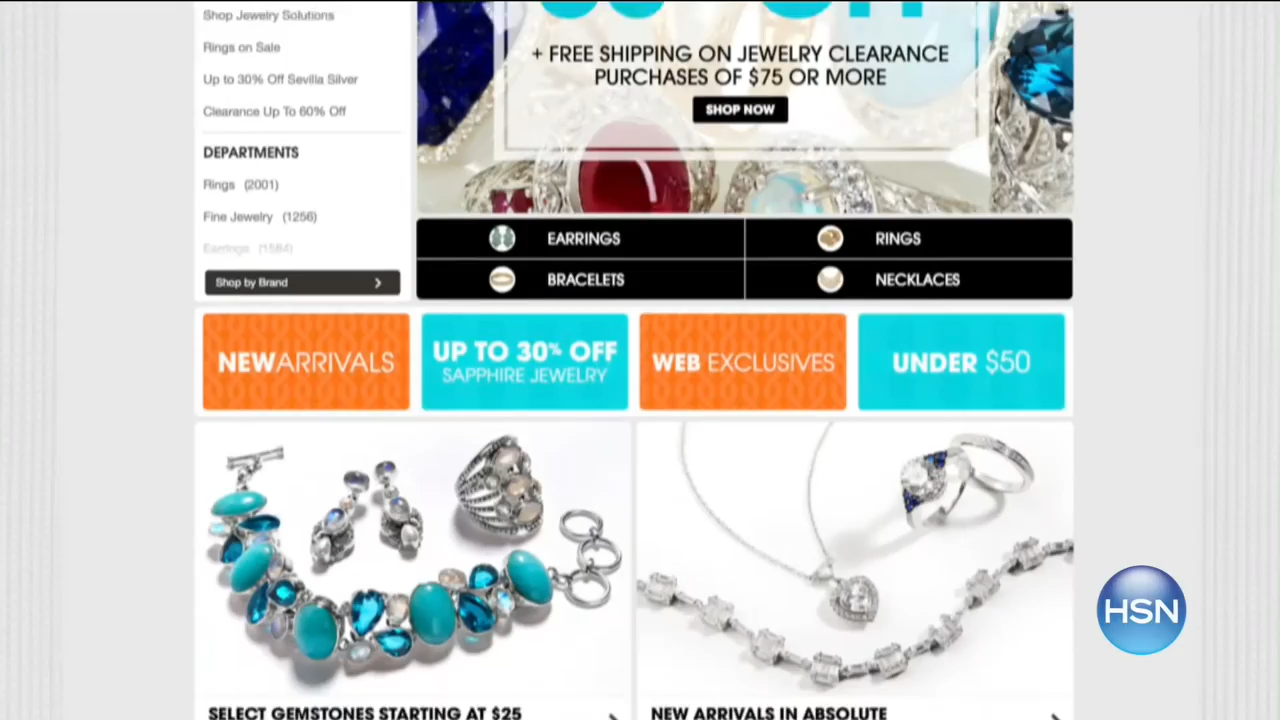 Shop Jewelry Solutions
Rings on Sale
Up to 30% Off Sevilla Silver
Clearance Up To 60% Off
DEPARTMENTS
Rings (2001)
Fine Jewelry (1256)
Earrings (1584)
Shop by Brand
+ FREE SHIPPING ON JEWELRY CLEARANCE
PURCHASES OF $75 OR MORE
SHOP NOW
EARRINGS
RINGS
BRACELETS
NECKLACES
NEWARRIVALS
UP TO 30% OFF
SAPPHIRE JEWELRY
WEB EXCLUSIVES
UNDER $50
HSN
SELECT GEMSTONES STARTING AT $25
NEW ARRIVALS IN ABSOLUTE